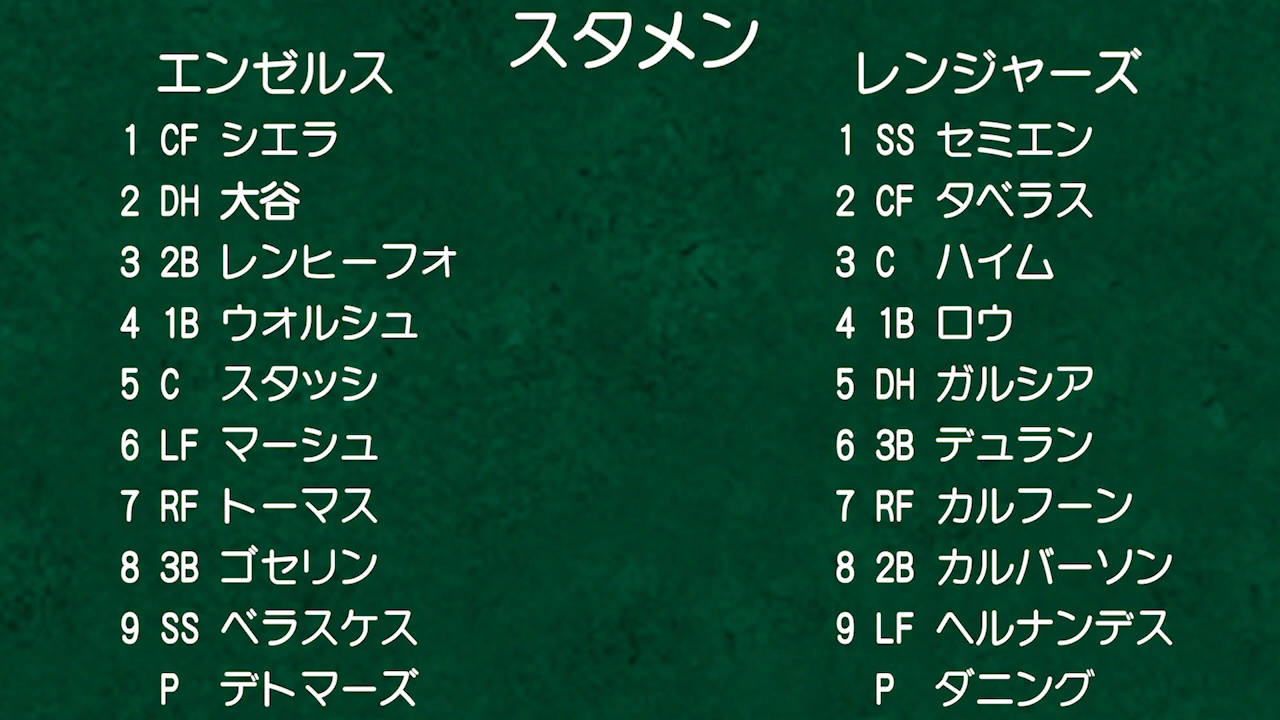 スタメン
エンゼルス
1 CF シエラ
2 DH 大谷
3 2B レンヒーフォ
4 1B ウォルシュ
5 C スタッシ
6 LF マーシュ
7 RF トーマス
8 3B ゴセリン
9 SS ベラスケス
P デトマーズ
レンジャーズ
1 SS セミエン
2 CF タベラス
3 C ハイム
4 1B ロウ
5 DH ガルシア
6 3B デュラン
7 RF カルフーン
8 2B カルバーソン
9 LF ヘルナンデス
P ダニング